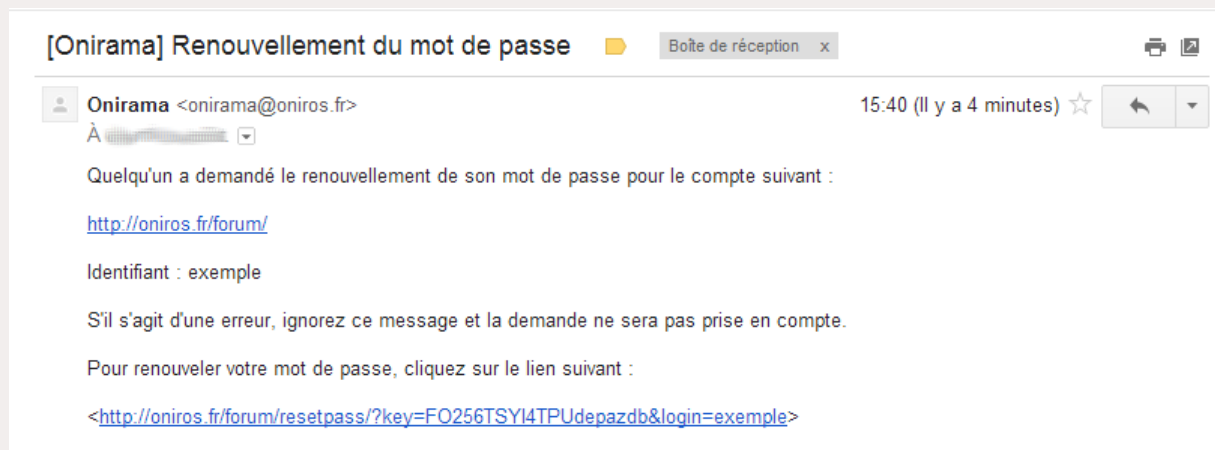 [Onirama] Renouvellement du mot de passe Boîte de réception x
Onirama <onirama@oniros.fr> 15:40 (Il y a 4 minutes)
À
Quelqu'un a demandé le renouvellement de son mot de passe pour le compte suivant :
http://oniros.fr/forum/
Identifiant : exemple
S'il s'agit d'une erreur, ignorez ce message et la demande ne sera pas prise en compte.
Pour renouveler votre mot de passe, cliquez sur le lien suivant :
<http://oniros.fr/forum/resetpass/?key=FO256TSYI4TPUdepazdb&login=exemple>